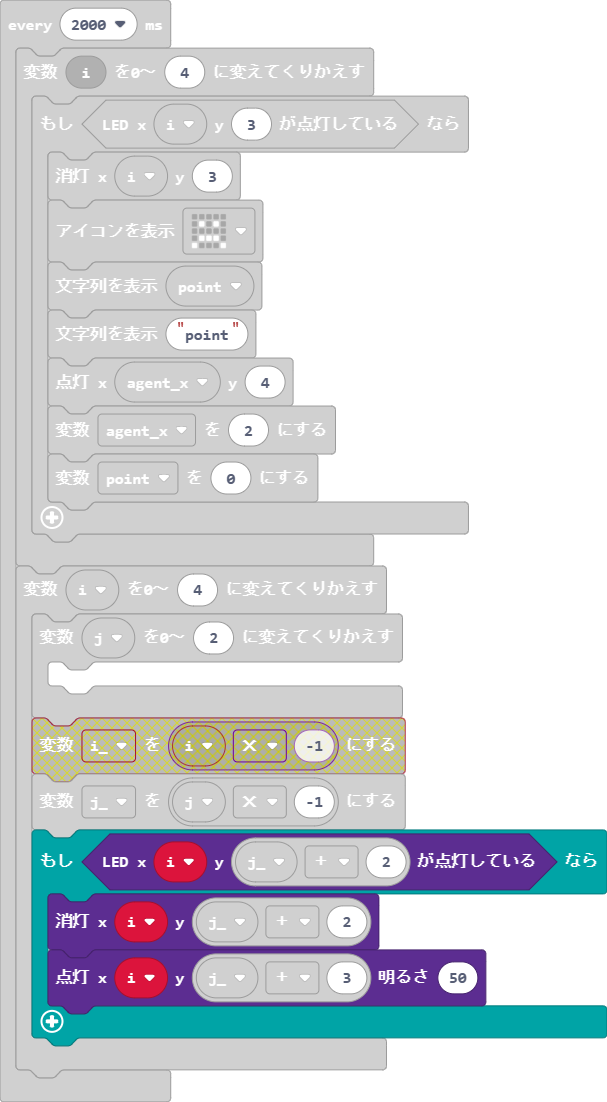 every 2000 ms
変数 i を0～ 4 に変えてくりかえす
もし LED x i y 3 が点灯している なら
消灯 x i y 3
アイコンを表示
文字列を表示 point
文字列を表示 "point"
点灯 x agent_x y 4
変数 agent_x を 2 にする
変数 point を 0 にする
変数 i を0～ 4 に変えてくりかえす
変数 j を0～ 2 に変えてくりかえす
変数 i_ を i × -1 にする
変数 j_ を j × -1 にする
もし LED x i y j_ + 2 が点灯している なら
消灯 x i y j_ + 2
点灯 x i y j_ + 3 明るさ 50